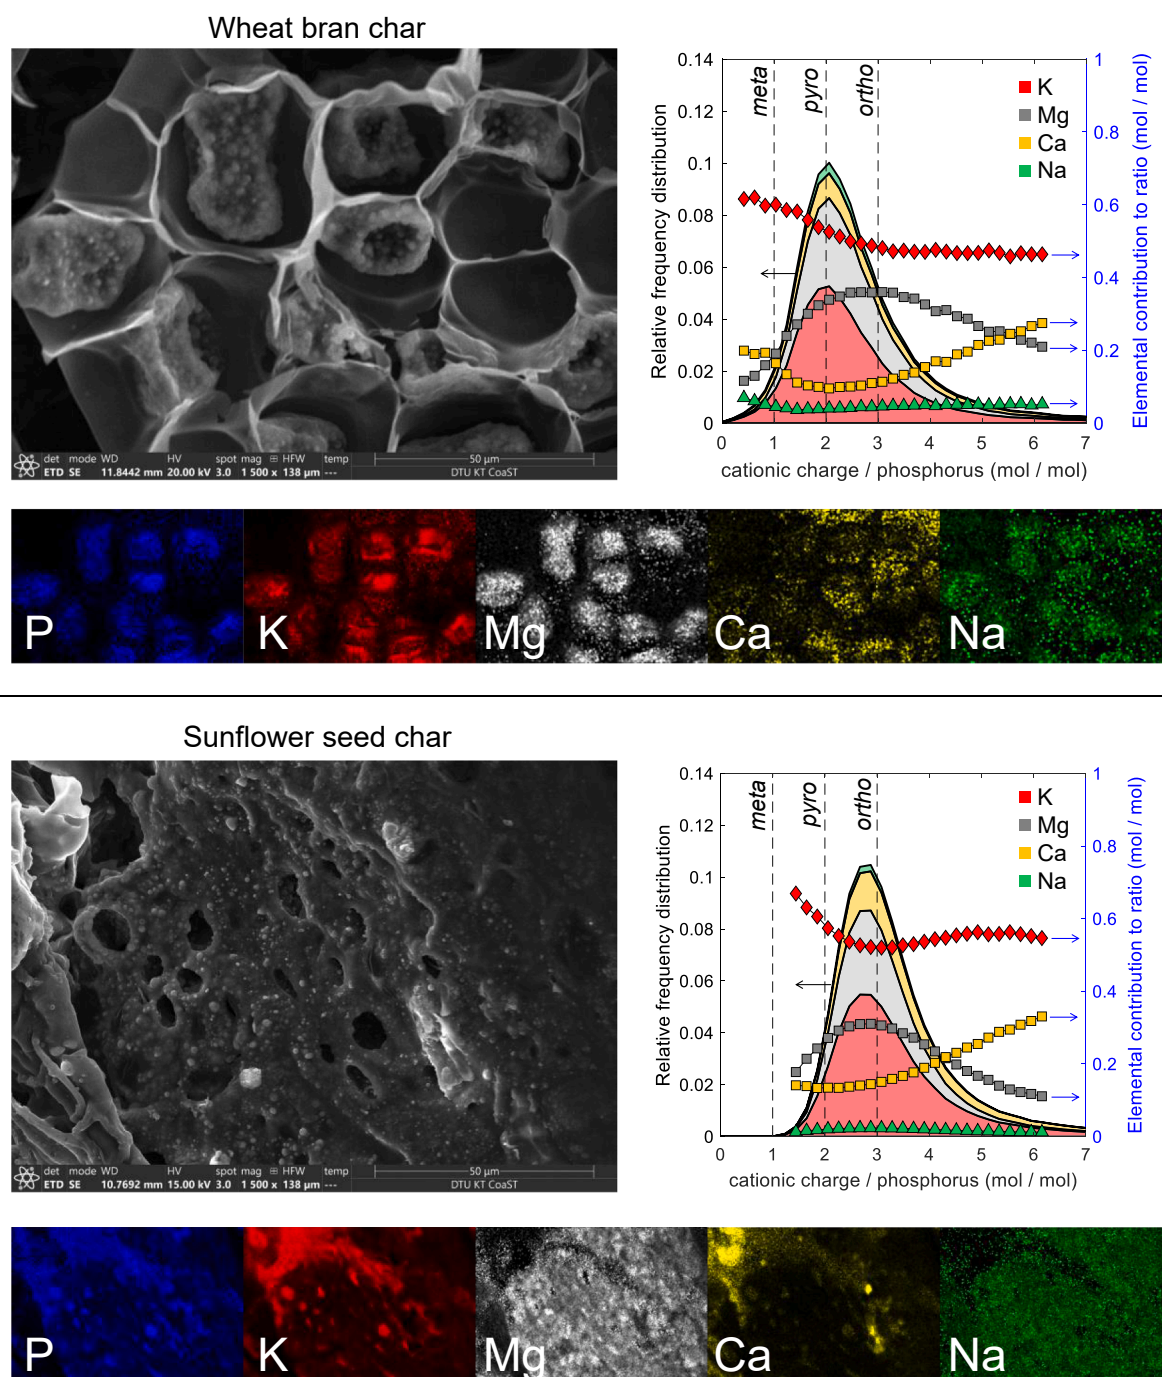 Wheat bran char
det mode WD HV spot mag ⊞ HFW temp
ETD SE 11.8442 mm 20.00 kV 3.0 1 500 x 138 µm ---
50 µm
DTU KT CoaST
0.14
0.12
0.1
0.08
0.06
0.04
0.02
0
Relative frequency distribution
meta
pyro
ortho
K
Mg
Ca
Na
1
0.8
0.6
0.4
0.2
0
Elemental contribution to ratio (mol / mol)
0 1 2 3 4 5 6 7
cationic charge / phosphorus (mol / mol)
P K Mg Ca Na
Sunflower seed char
det mode WD HV spot mag ⊞ HFW temp
ETD SE 10.7692 mm 15.00 kV 3.0 1 500 x 138 µm ---
50 µm
DTU KT CoaST
0.14
0.12
0.1
0.08
0.06
0.04
0.02
0
Relative frequency distribution
meta
pyro
ortho
K
Mg
Ca
Na
1
0.8
0.6
0.4
0.2
0
Elemental contribution to ratio (mol / mol)
0 1 2 3 4 5 6 7
cationic charge / phosphorus (mol / mol)
P K Mg Ca Na